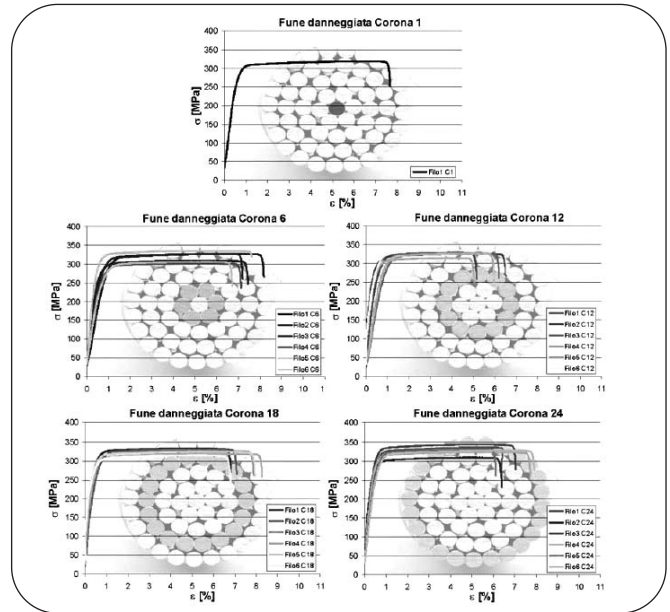 Fune danneggiata Corona 1
400
350
300
250
200
150
100
50
0
σ [MPa]
0 1 2 3 4 5 6 7 8 9 10 11
ε [%]
Filo1 C1
Fune danneggiata Corona 6
400
350
300
250
200
150
100
50
0
σ [MPa]
0 1 2 3 4 5 6 7 8 9 10 11
ε [%]
Filo1 C6
Filo2 C6
Filo3 C6
Filo4 C6
Filo5 C6
Filo6 C6
Fune danneggiata Corona 12
400
350
300
250
200
150
100
50
0
σ [MPa]
0 1 2 3 4 5 6 7 8 9 10 11
ε [%]
Filo1 C12
Filo2 C12
Filo3 C12
Filo4 C12
Filo5 C12
Filo6 C12
Fune danneggiata Corona 18
400
350
300
250
200
150
100
50
0
σ [MPa]
0 1 2 3 4 5 6 7 8 9 10 11
ε [%]
Filo1 C18
Filo2 C18
Filo3 C18
Filo4 C18
Filo5 C18
Filo6 C18
Fune danneggiata Corona 24
400
350
300
250
200
150
100
50
0
σ [MPa]
0 1 2 3 4 5 6 7 8 9 10 11
ε [%]
Filo1 C24
Filo2 C24
Filo3 C24
Filo4 C24
Filo5 C24
Filo6 C24